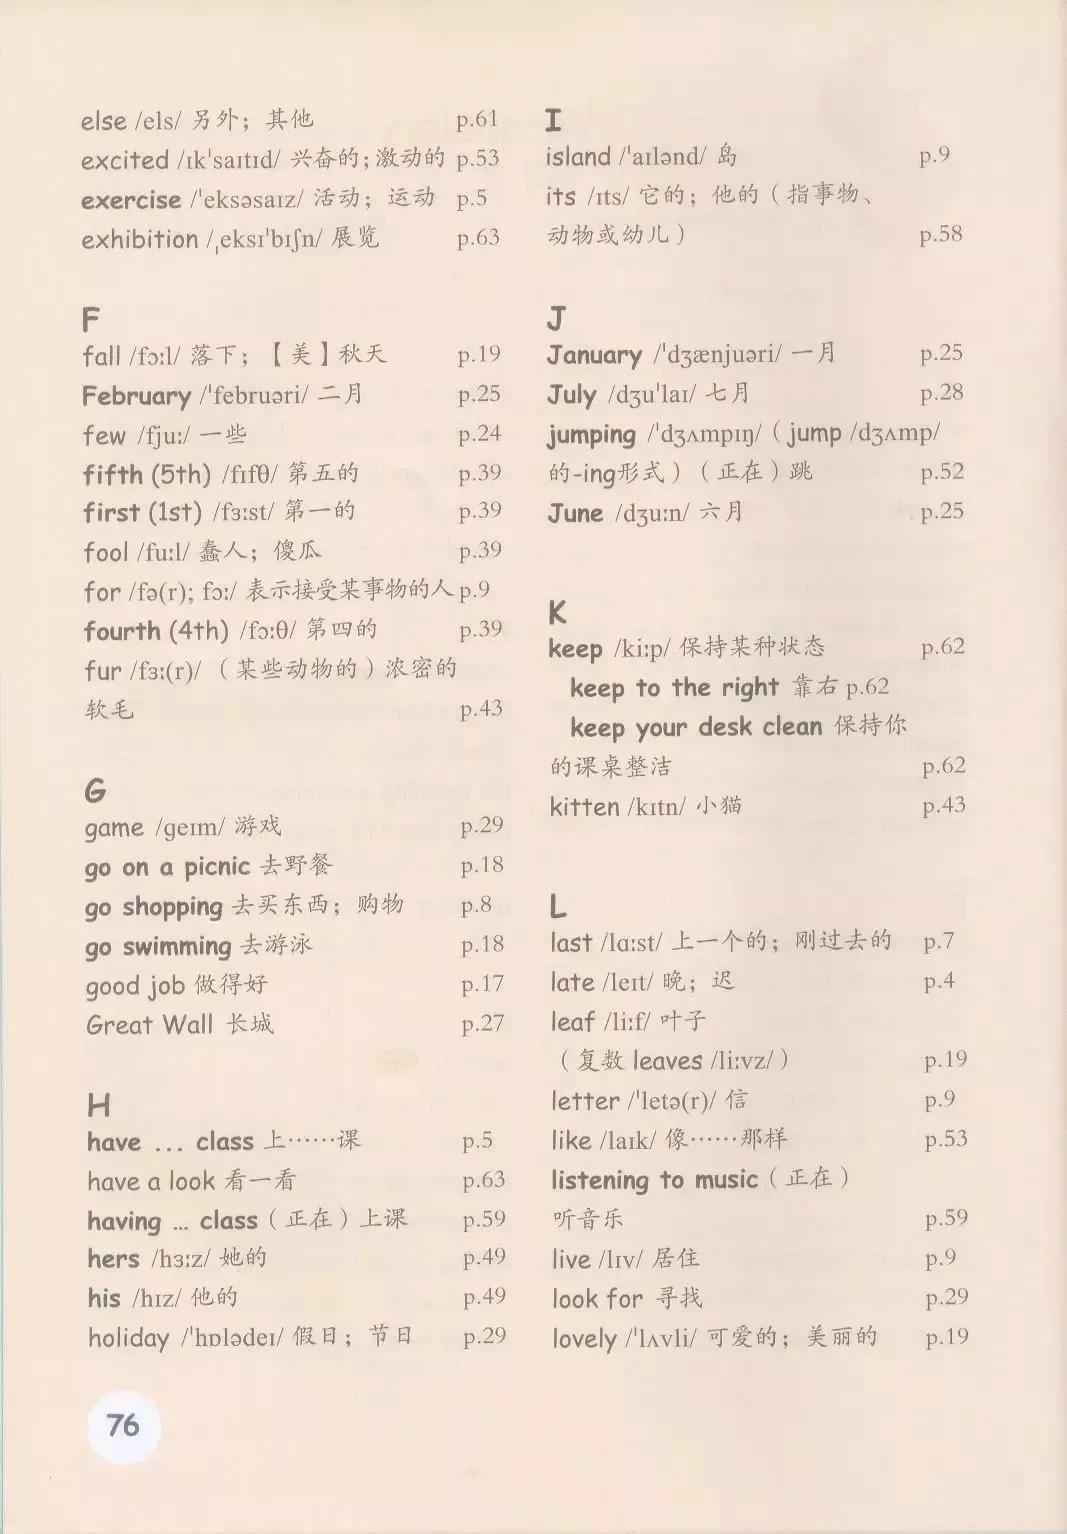 else /els/ 另外；其他 p.61
excited /ɪkˈsaɪtɪd/ 兴奋的；激动的 p.53
exercise /ˈeksəsaɪz/ 活动；运动 p.5
exhibition /ˌeksɪˈbɪʃn/ 展览 p.63
F
fall /fɔːl/ 落下；【美】秋天 p.19
February /ˈfebruəri/ 二月 p.25
few /fjuː/ 一些 p.24
fifth (5th) /fɪfθ/ 第五的 p.39
first (1st) /fɜːst/ 第一的 p.39
fool /fuːl/ 蠢人；傻瓜 p.39
for /fə(r); fɔː/ 表示接受某事物的人 p.9
fourth (4th) /fɔːθ/ 第四的 p.39
fur /fɜː(r)/ （某些动物的）浓密的
软毛 p.43
G
game /ɡeɪm/ 游戏 p.29
go on a picnic 去野餐 p.18
go shopping 去买东西；购物 p.8
go swimming 去游泳 p.18
good job 做得好 p.17
Great Wall 长城 p.27
H
have ... class 上……课 p.5
have a look 看一看 p.63
having ... class（正在）上课 p.59
hers /hɜːz/ 她的 p.49
his /hɪz/ 他的 p.49
holiday /ˈhɒlədeɪ/ 假日；节日 p.29
I
island /ˈaɪlənd/ 岛 p.9
its /ɪts/ 它的；他的（指事物、
动物或幼儿） p.58
J
January /ˈdʒænjuəri/ 一月 p.25
July /dʒuˈlaɪ/ 七月 p.28
jumping /ˈdʒʌmpɪŋ/（jump /dʒʌmp/
的-ing形式）（正在）跳 p.52
June /dʒuːn/ 六月 p.25
K
keep /kiːp/ 保持某种状态 p.62
keep to the right 靠右 p.62
keep your desk clean 保持你
的课桌整洁 p.62
kitten /kɪtn/ 小猫 p.43
L
last /lɑːst/ 上一个的；刚过去的 p.7
late /leɪt/ 晚；迟 p.4
leaf /liːf/ 叶子
（复数 leaves /liːvz/） p.19
letter /ˈletə(r)/ 信 p.9
like /laɪk/ 像……那样 p.53
listening to music（正在）
听音乐 p.59
live /lɪv/ 居住 p.9
look for 寻找 p.29
lovely /ˈlʌvli/ 可爱的；美丽的 p.19
76